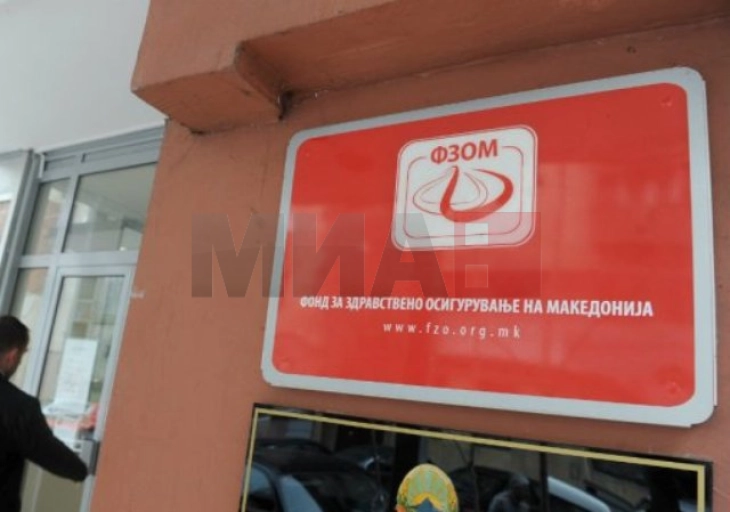 ФЗОМ
МИА
ФОНД ЗА ЗДРАВСТВЕНО ОСИГУРУВАЊЕ НА МАКЕДОНИЈА
www.fzo.org.mk